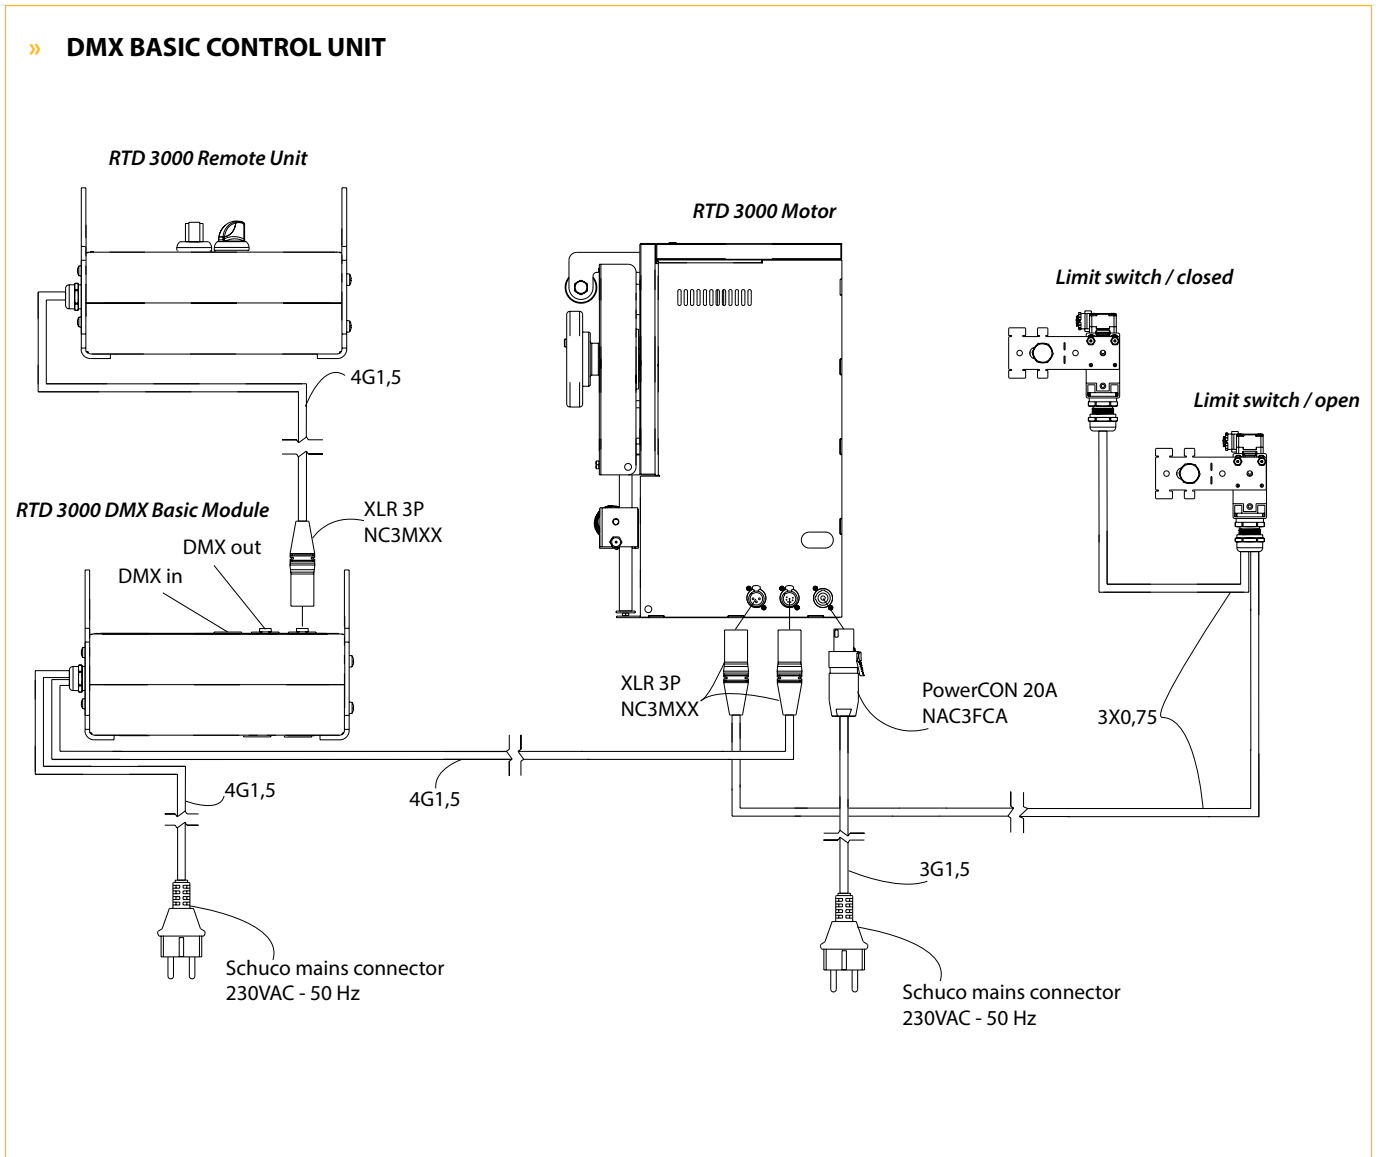 » DMX BASIC CONTROL UNIT
RTD 3000 Remote Unit
RTD 3000 Motor
Limit switch / closed
Limit switch / open
4G1,5
XLR 3P
NC3MXX
RTD 3000 DMX Basic Module
DMX out
DMX in
XLR 3P
NC3MXX
PowerCON 20A
NAC3FCA
3X0,75
4G1,5
4G1,5
3G1,5
Schuco mains connector
230VAC - 50 Hz
Schuco mains connector
230VAC - 50 Hz